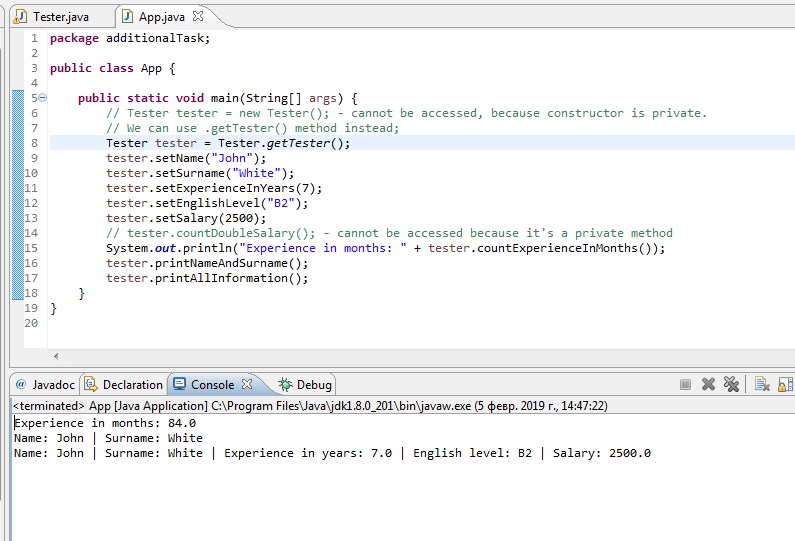 Tester.java App.java
1 package additionalTask;
2
3 public class App {
4
5 public static void main(String[] args) {
6 // Tester tester = new Tester(); - cannot be accessed, because constructor is private.
7 // We can use .getTester() method instead;
8 Tester tester = Tester.getTester();
9 tester.setName("John");
10 tester.setSurname("White");
11 tester.setExperienceInYears(7);
12 tester.setEnglishLevel("B2");
13 tester.setSalary(2500);
14 // tester.countDoubleSalary(); - cannot be accessed because it's a private method
15 System.out.println("Experience in months: " + tester.countExperienceInMonths());
16 tester.printNameAndSurname();
17 tester.printAllInformation();
18 }
19 }
20
@ Javadoc Declaration Console Debug
<terminated> App [Java Application] C:\Program Files\Java\jdk1.8.0_201\bin\javaw.exe (5 февр. 2019 г., 14:47:22)
Experience in months: 84.0
Name: John | Surname: White
Name: John | Surname: White | Experience in years: 7.0 | English level: B2 | Salary: 2500.0